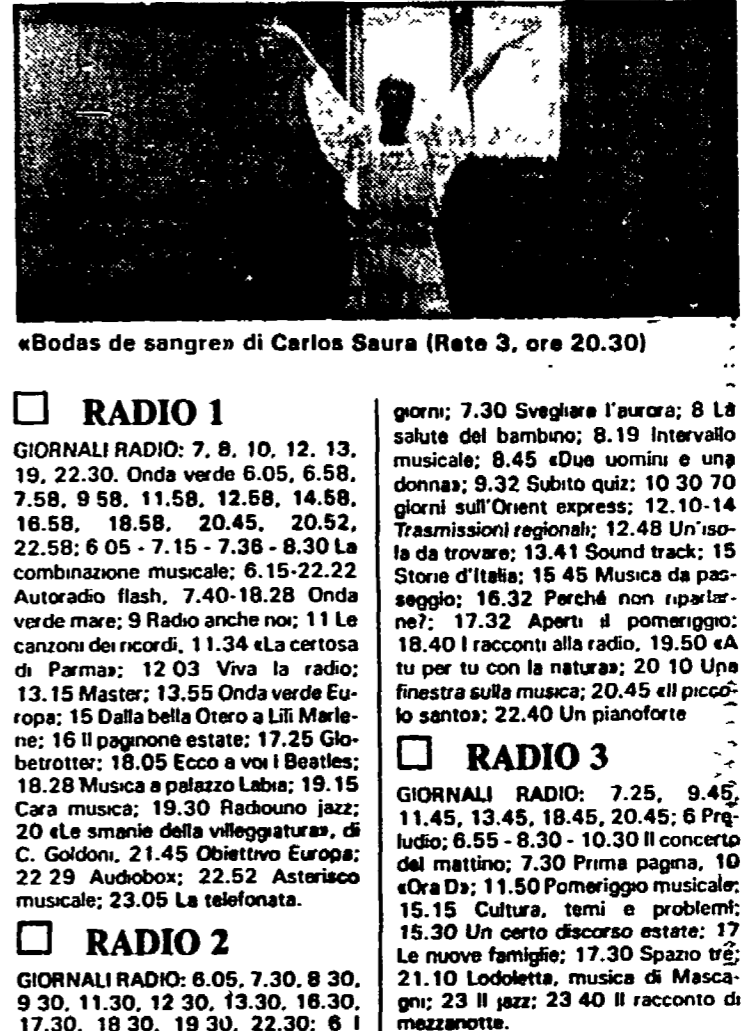 «Bodas de sangre» di Carlos Saura (Rete 3, ore 20.30)
RADIO 1
GIORNALI RADIO: 7, 8, 10, 12, 13,
19, 22.30. Onda verde 6.05, 6.58,
7.58, 9 58, 11.58, 12.58, 14.58,
16.58, 18.58, 20.45, 20.52,
22.58; 6 05 - 7.15 - 7.36 - 8.30 La
combinazione musicale; 6.15-22.22
Autoradio flash, 7.40-18.28 Onda
verde mare; 9 Radio anche noi; 11 Le
canzoni dei ricordi, 11.34 «La certosa
di Parma»; 12 03 Viva la radio;
13.15 Master; 13.55 Onda verde Eu-
ropa; 15 Dalla bella Otero a Lili Marle-
ne; 16 Il paginone estate; 17.25 Glo-
betrotter; 18.05 Ecco a voi i Beatles;
18.28 Musica a palazzo Labia; 19.15
Cara musica; 19.30 Radiouno jazz;
20 «Le smanie della villeggiatura», di
C. Goldoni, 21.45 Obiettivo Europa;
22 29 Audiobox; 22.52 Asterisco
musicale; 23.05 La telefonata.
RADIO 2
GIORNALI RADIO: 6.05, 7.30, 8 30,
9 30, 11.30, 12 30, 13.30, 16.30,
17.30, 18 30, 19 30, 22.30; 6 I
giorni; 7.30 Svegliare l'aurora; 8 La
salute del bambino; 8.19 Intervallo
musicale; 8.45 «Due uomini e una
donna»; 9.32 Subito quiz; 10 30 70
giorni sull'Orient express; 12.10-14
Trasmissioni regionali; 12.48 Un'iso-
la da trovare; 13.41 Sound track; 15
Storie d'Italia; 15 45 Musica da pas-
seggio; 16.32 Perché non riparlar-
ne?; 17.32 Aperti il pomeriggio;
18.40 I racconti alla radio, 19.50 «A
tu per tu con la natura»; 20 10 Una
finestra sulla musica; 20.45 «Il picco-
lo santo»; 22.40 Un pianoforte
RADIO 3
GIORNALI RADIO: 7.25, 9.45,
11.45, 13.45, 18.45, 20.45; 6 Pre-
ludio; 6.55 - 8.30 - 10.30 Il concerto
del mattino; 7.30 Prima pagina, 10
«Ora D»; 11.50 Pomeriggio musicale;
15.15 Cultura, temi e problemi;
15.30 Un certo discorso estate; 17
Le nuove famiglie; 17.30 Spazio tre;
21.10 Lodoletta, musica di Masca-
gni; 23 Il jazz; 23 40 Il racconto di
mezzanotte.